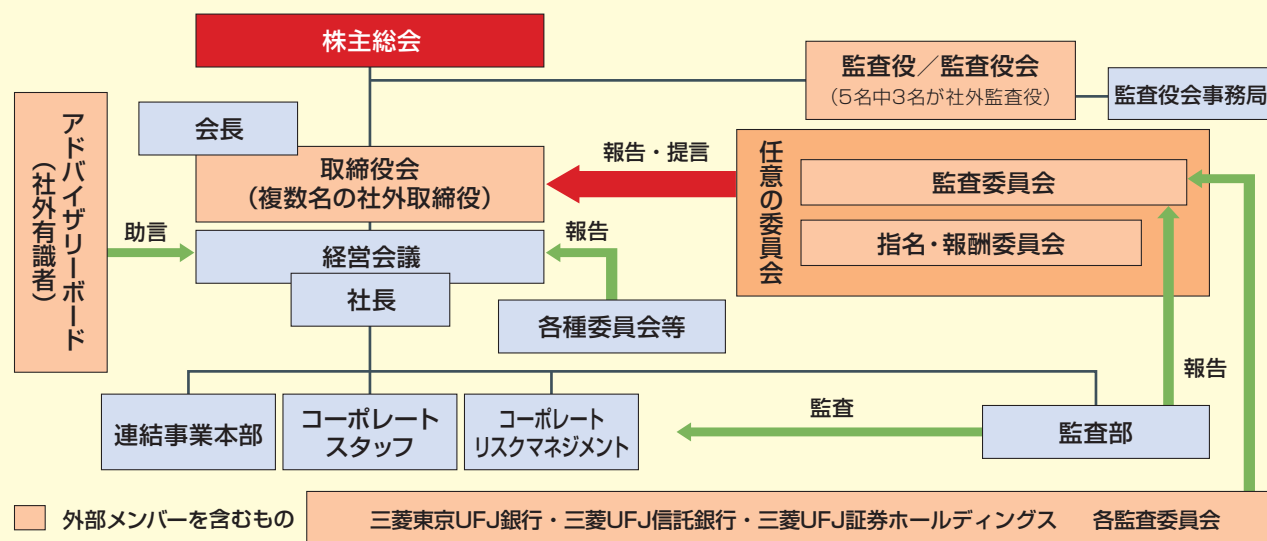 株主総会
監査役／監査役会
（5名中3名が社外監査役）
監査役会事務局
アドバイザリーボード
（社外有識者）
会長
取締役会
（複数名の社外取締役）
報告・提言
任意の委員会
監査委員会
指名・報酬委員会
助言
経営会議
報告
社長
各種委員会等
報告
連結事業本部
コーポレート
スタッフ
コーポレート
リスクマネジメント
監査
監査部
外部メンバーを含むもの
三菱東京UFJ銀行・三菱UFJ信託銀行・三菱UFJ証券ホールディングス　各監査委員会